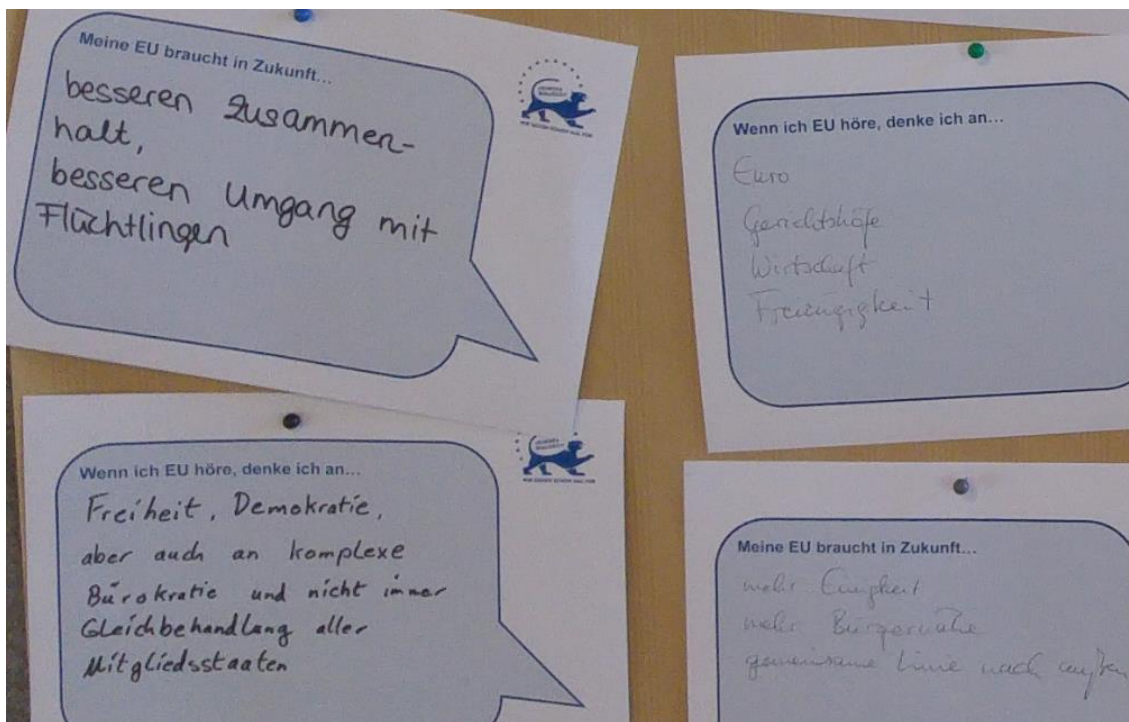 Meine EU braucht in Zukunft...
besseren Zusammen-
halt,
besseren Umgang mit
Flüchtlingen
Wenn ich EU höre, denke ich an...
Euro
Gerichtshöfe
Wirtschaft
Freizügigkeit
Wenn ich EU höre, denke ich an...
Freiheit, Demokratie,
aber auch an komplexe
Bürokratie und nicht immer
Gleichbehandlung aller
Mitgliedsstaaten
Meine EU braucht in Zukunft...
mehr Einigkeit
mehr Bürgernähe
gemeinsame Linie nach außen